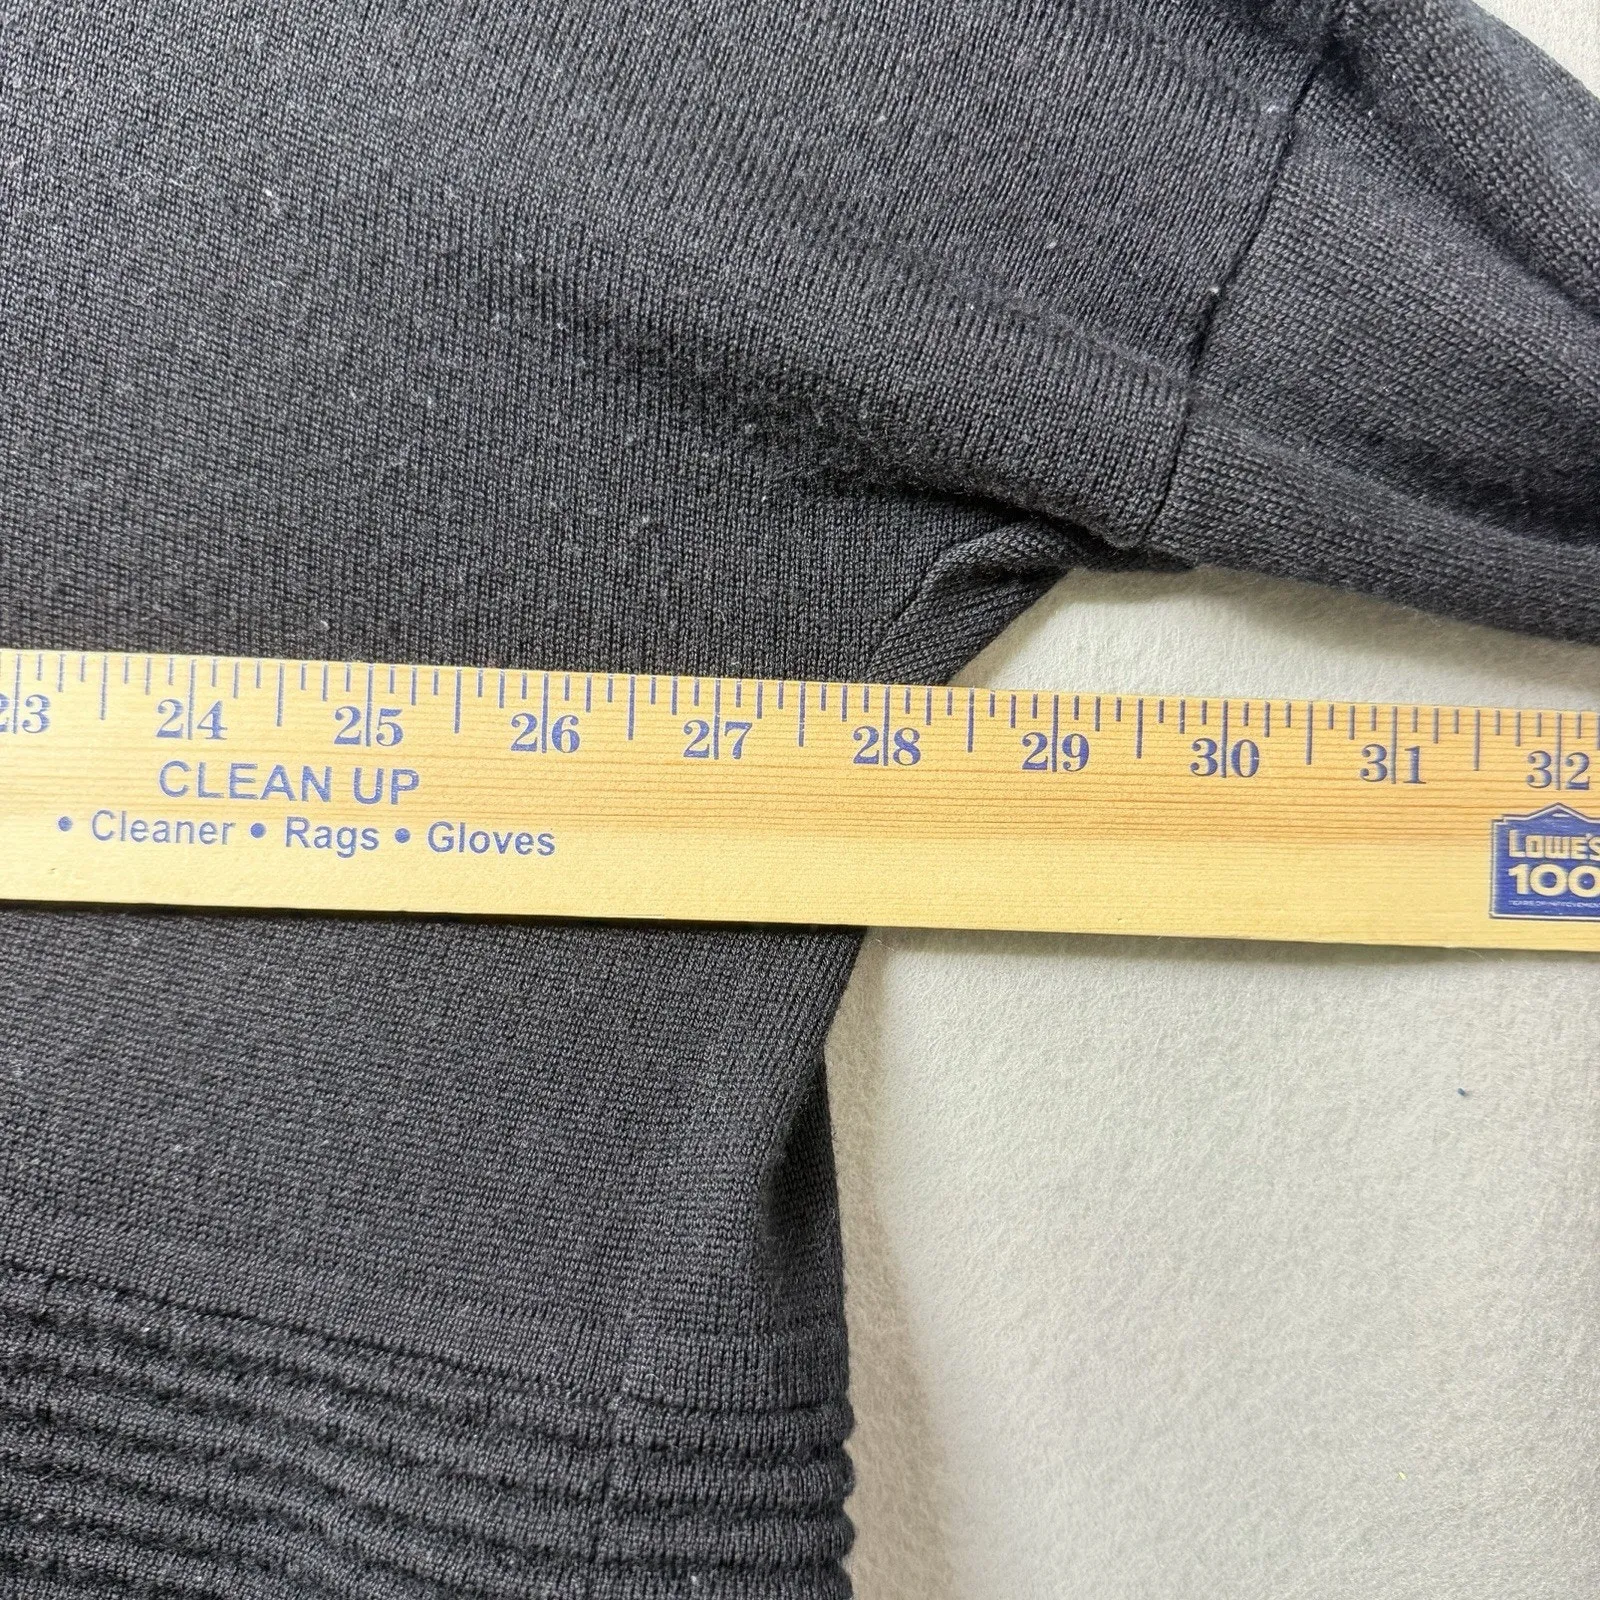 23 24 25 26 27 28 29 30 31 32
CLEAN UP
• Cleaner • Rags • Gloves
LOWE'S
100